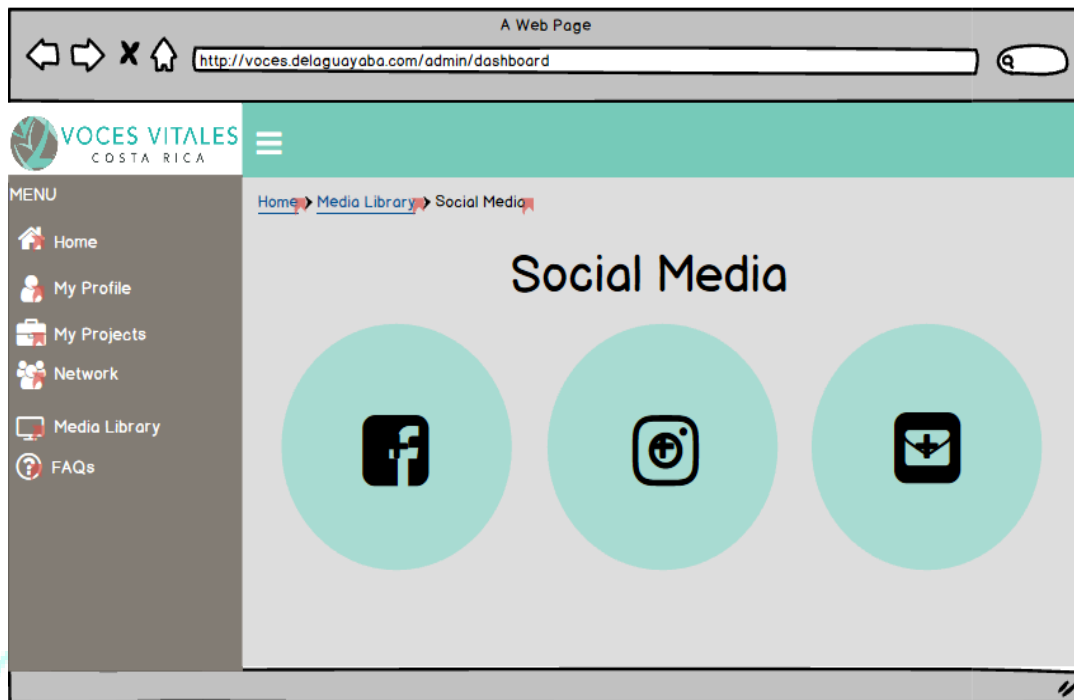 A Web Page
http://voces.delaguayaba.com/admin/dashboard
VOCES VITALES
COSTA RICA
MENU
Home
My Profile
My Projects
Network
Media Library
FAQs
Home > Media Library > Social Media
Social Media